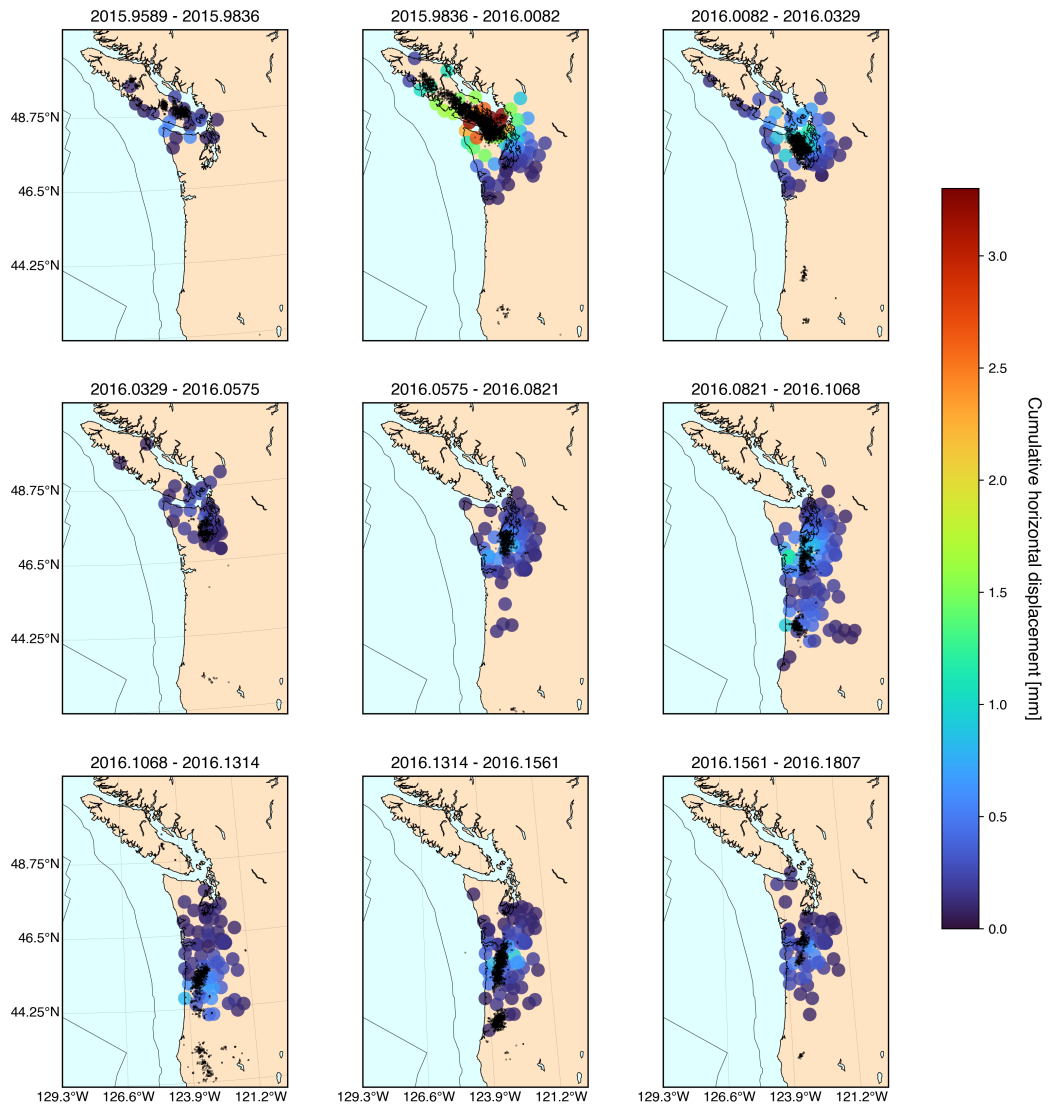 2015.9589 - 2015.9836
2015.9836 - 2016.0082
2016.0082 - 2016.0329
48.75°N
46.5°N
44.25°N
2016.0329 - 2016.0575
2016.0575 - 2016.0821
2016.0821 - 2016.1068
48.75°N
46.5°N
44.25°N
2016.1068 - 2016.1314
2016.1314 - 2016.1561
2016.1561 - 2016.1807
48.75°N
46.5°N
44.25°N
129.3°W 126.6°W 123.9°W 121.2°W
129.3°W 126.6°W 123.9°W 121.2°W
129.3°W 126.6°W 123.9°W 121.2°W
3.0
2.5
2.0
1.5
1.0
0.5
0.0
Cumulative horizontal displacement [mm]